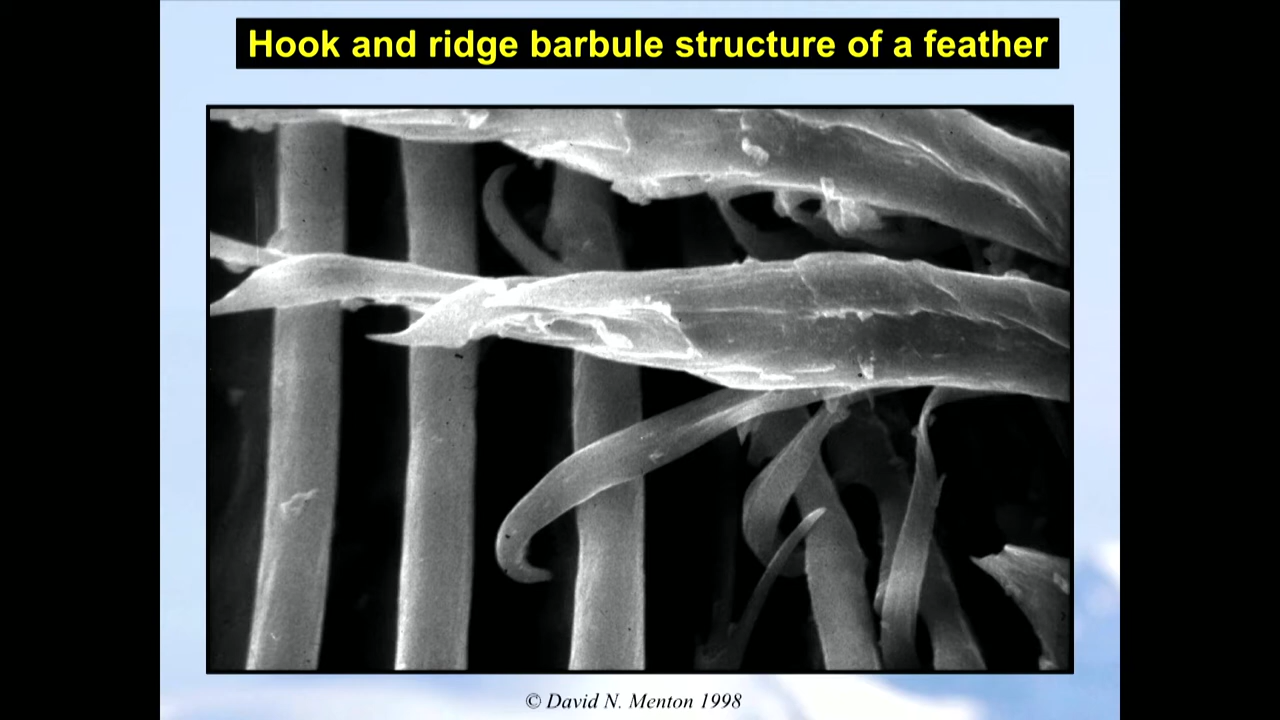 Hook and ridge barbule structure of a feather
© David N. Menton 1998